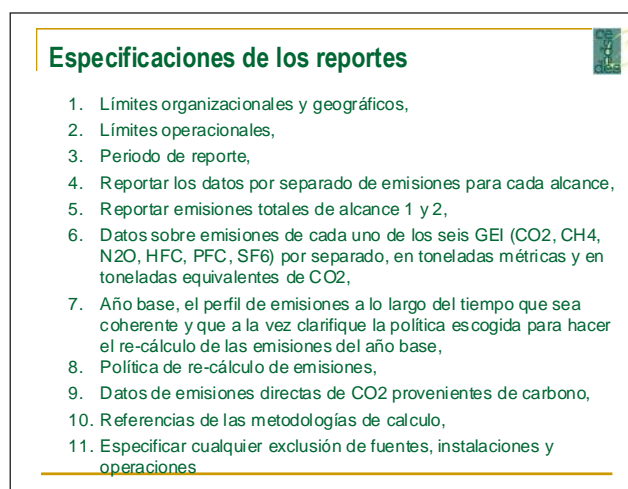 Especificaciones de los reportes
1. Límites organizacionales y geográficos,
2. Límites operacionales,
3. Periodo de reporte,
4. Reportar los datos por separado de emisiones para cada alcance,
5. Reportar emisiones totales de alcance 1 y 2,
6. Datos sobre emisiones de cada uno de los seis GEI (CO2, CH4,
N2O, HFC, PFC, SF6) por separado, en toneladas métricas y en
toneladas equivalentes de CO2,
7. Año base, el perfil de emisiones a lo largo del tiempo que sea
coherente y que a la vez clarifique la política escogida para hacer
el re-cálculo de las emisiones del año base,
8. Política de re-cálculo de emisiones,
9. Datos de emisiones directas de CO2 provenientes de carbono,
10. Referencias de las metodologías de calculo,
11. Especificar cualquier exclusión de fuentes, instalaciones y
operaciones